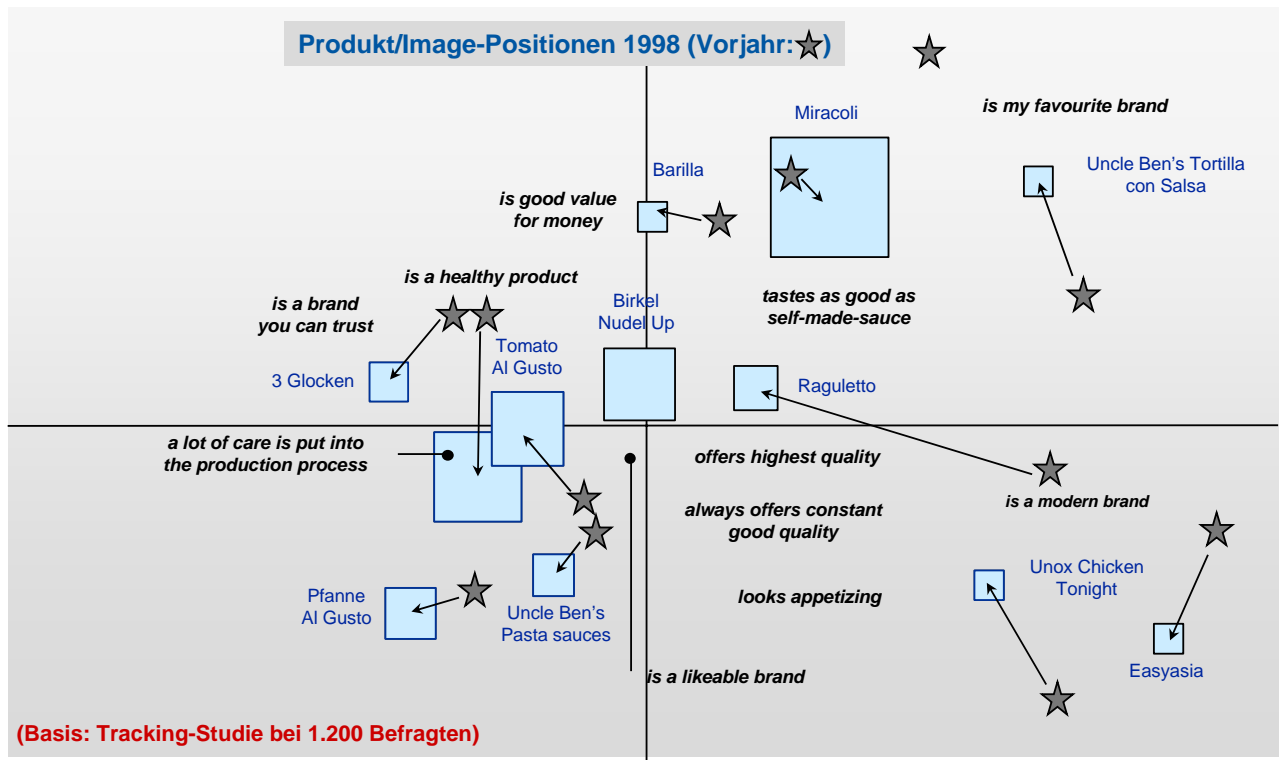 Produkt/Image-Positionen 1998 (Vorjahr: )
is my favourite brand
Miracoli
Uncle Ben's Tortilla
con Salsa
Barilla
is good value
for money
is a healthy product
tastes as good as
self-made-sauce
is a brand
you can trust
Birkel
Nudel Up
Tomato
Al Gusto
3 Glocken
Raguletto
a lot of care is put into
the production process
offers highest quality
is a modern brand
always offers constant
good quality
Unox Chicken
Tonight
looks appetizing
Pfanne
Al Gusto
Uncle Ben's
Pasta sauces
Easyasia
is a likeable brand
(Basis: Tracking-Studie bei 1.200 Befragten)